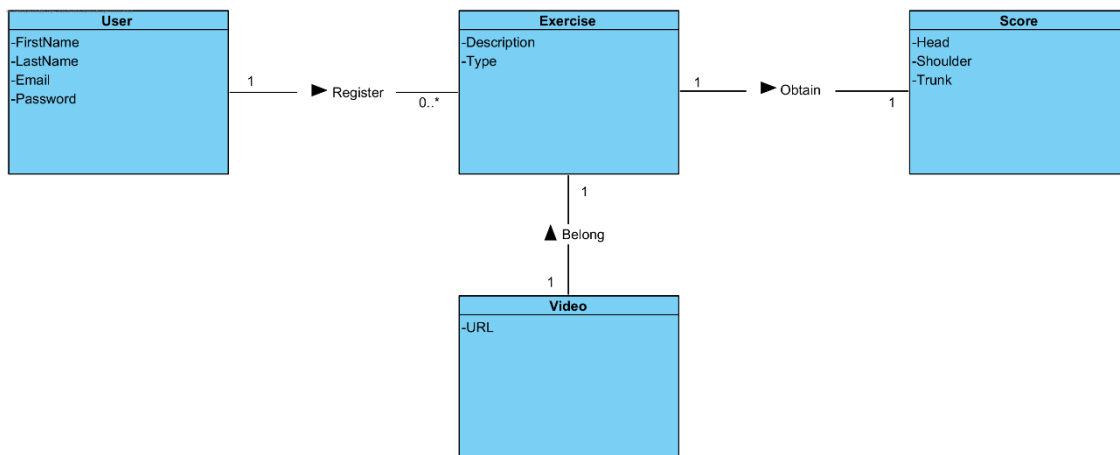 User
-FirstName
-LastName
-Email
-Password
1
Register
0..*
Exercise
-Description
-Type
1
Obtain
1
Score
-Head
-Shoulder
-Trunk
1
Belong
1
Video
-URL